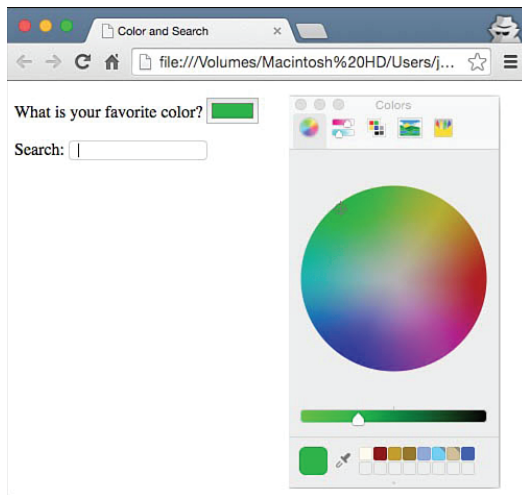 Color and Search
file:///Volumes/Macintosh%20HD/Users/j...
What is your favorite color?
Colors
Search: